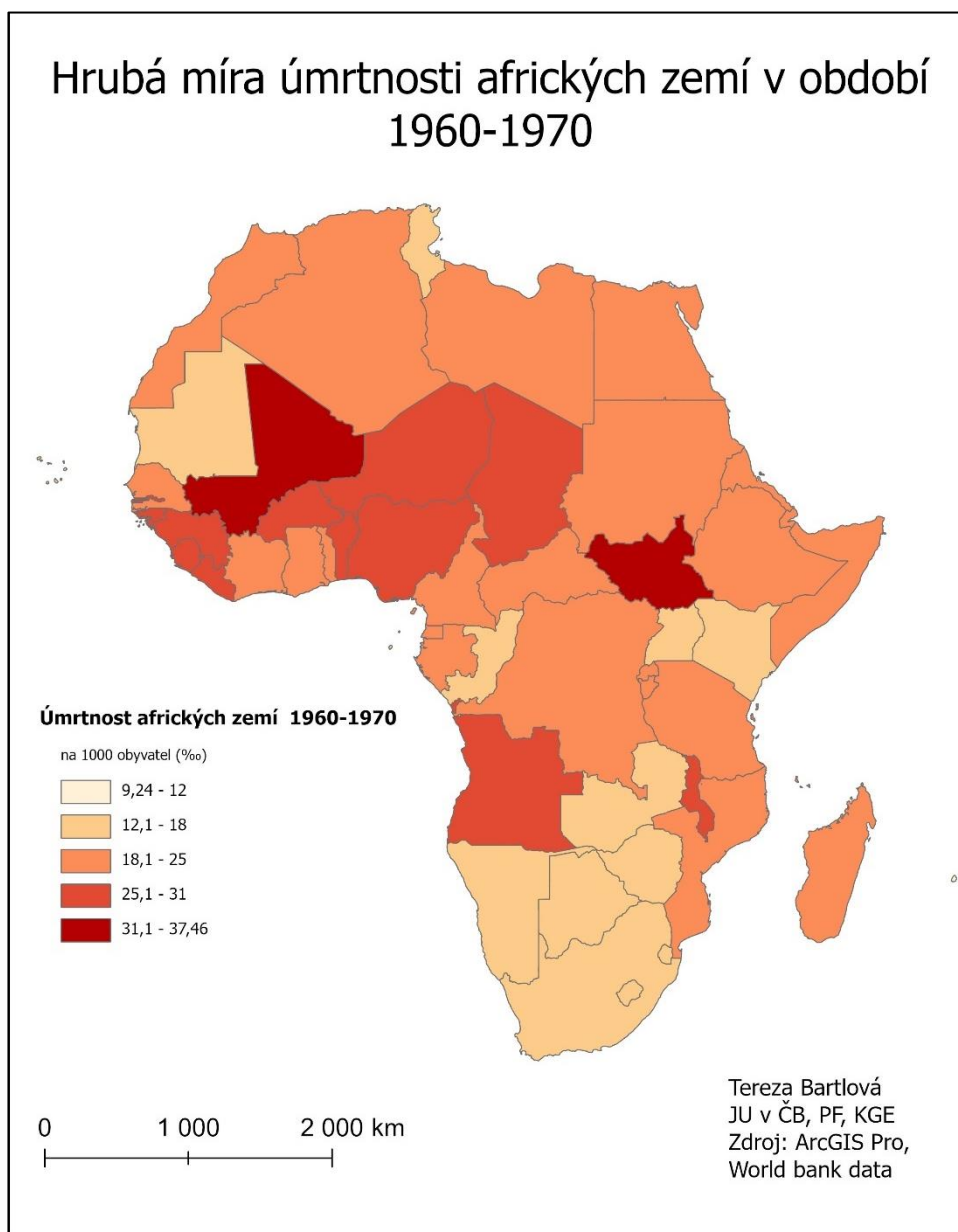 Hrubá míra úmrtnosti afrických zemí v období
1960-1970
Úmrtnost afrických zemí 1960-1970
na 1000 obyvatel (‰)
9,24 - 12
12,1 - 18
18,1 - 25
25,1 - 31
31,1 - 37,46
0 1 000 2 000 km
Tereza Bartlová
JU v ČB, PF, KGE
Zdroj: ArcGIS Pro,
World bank data